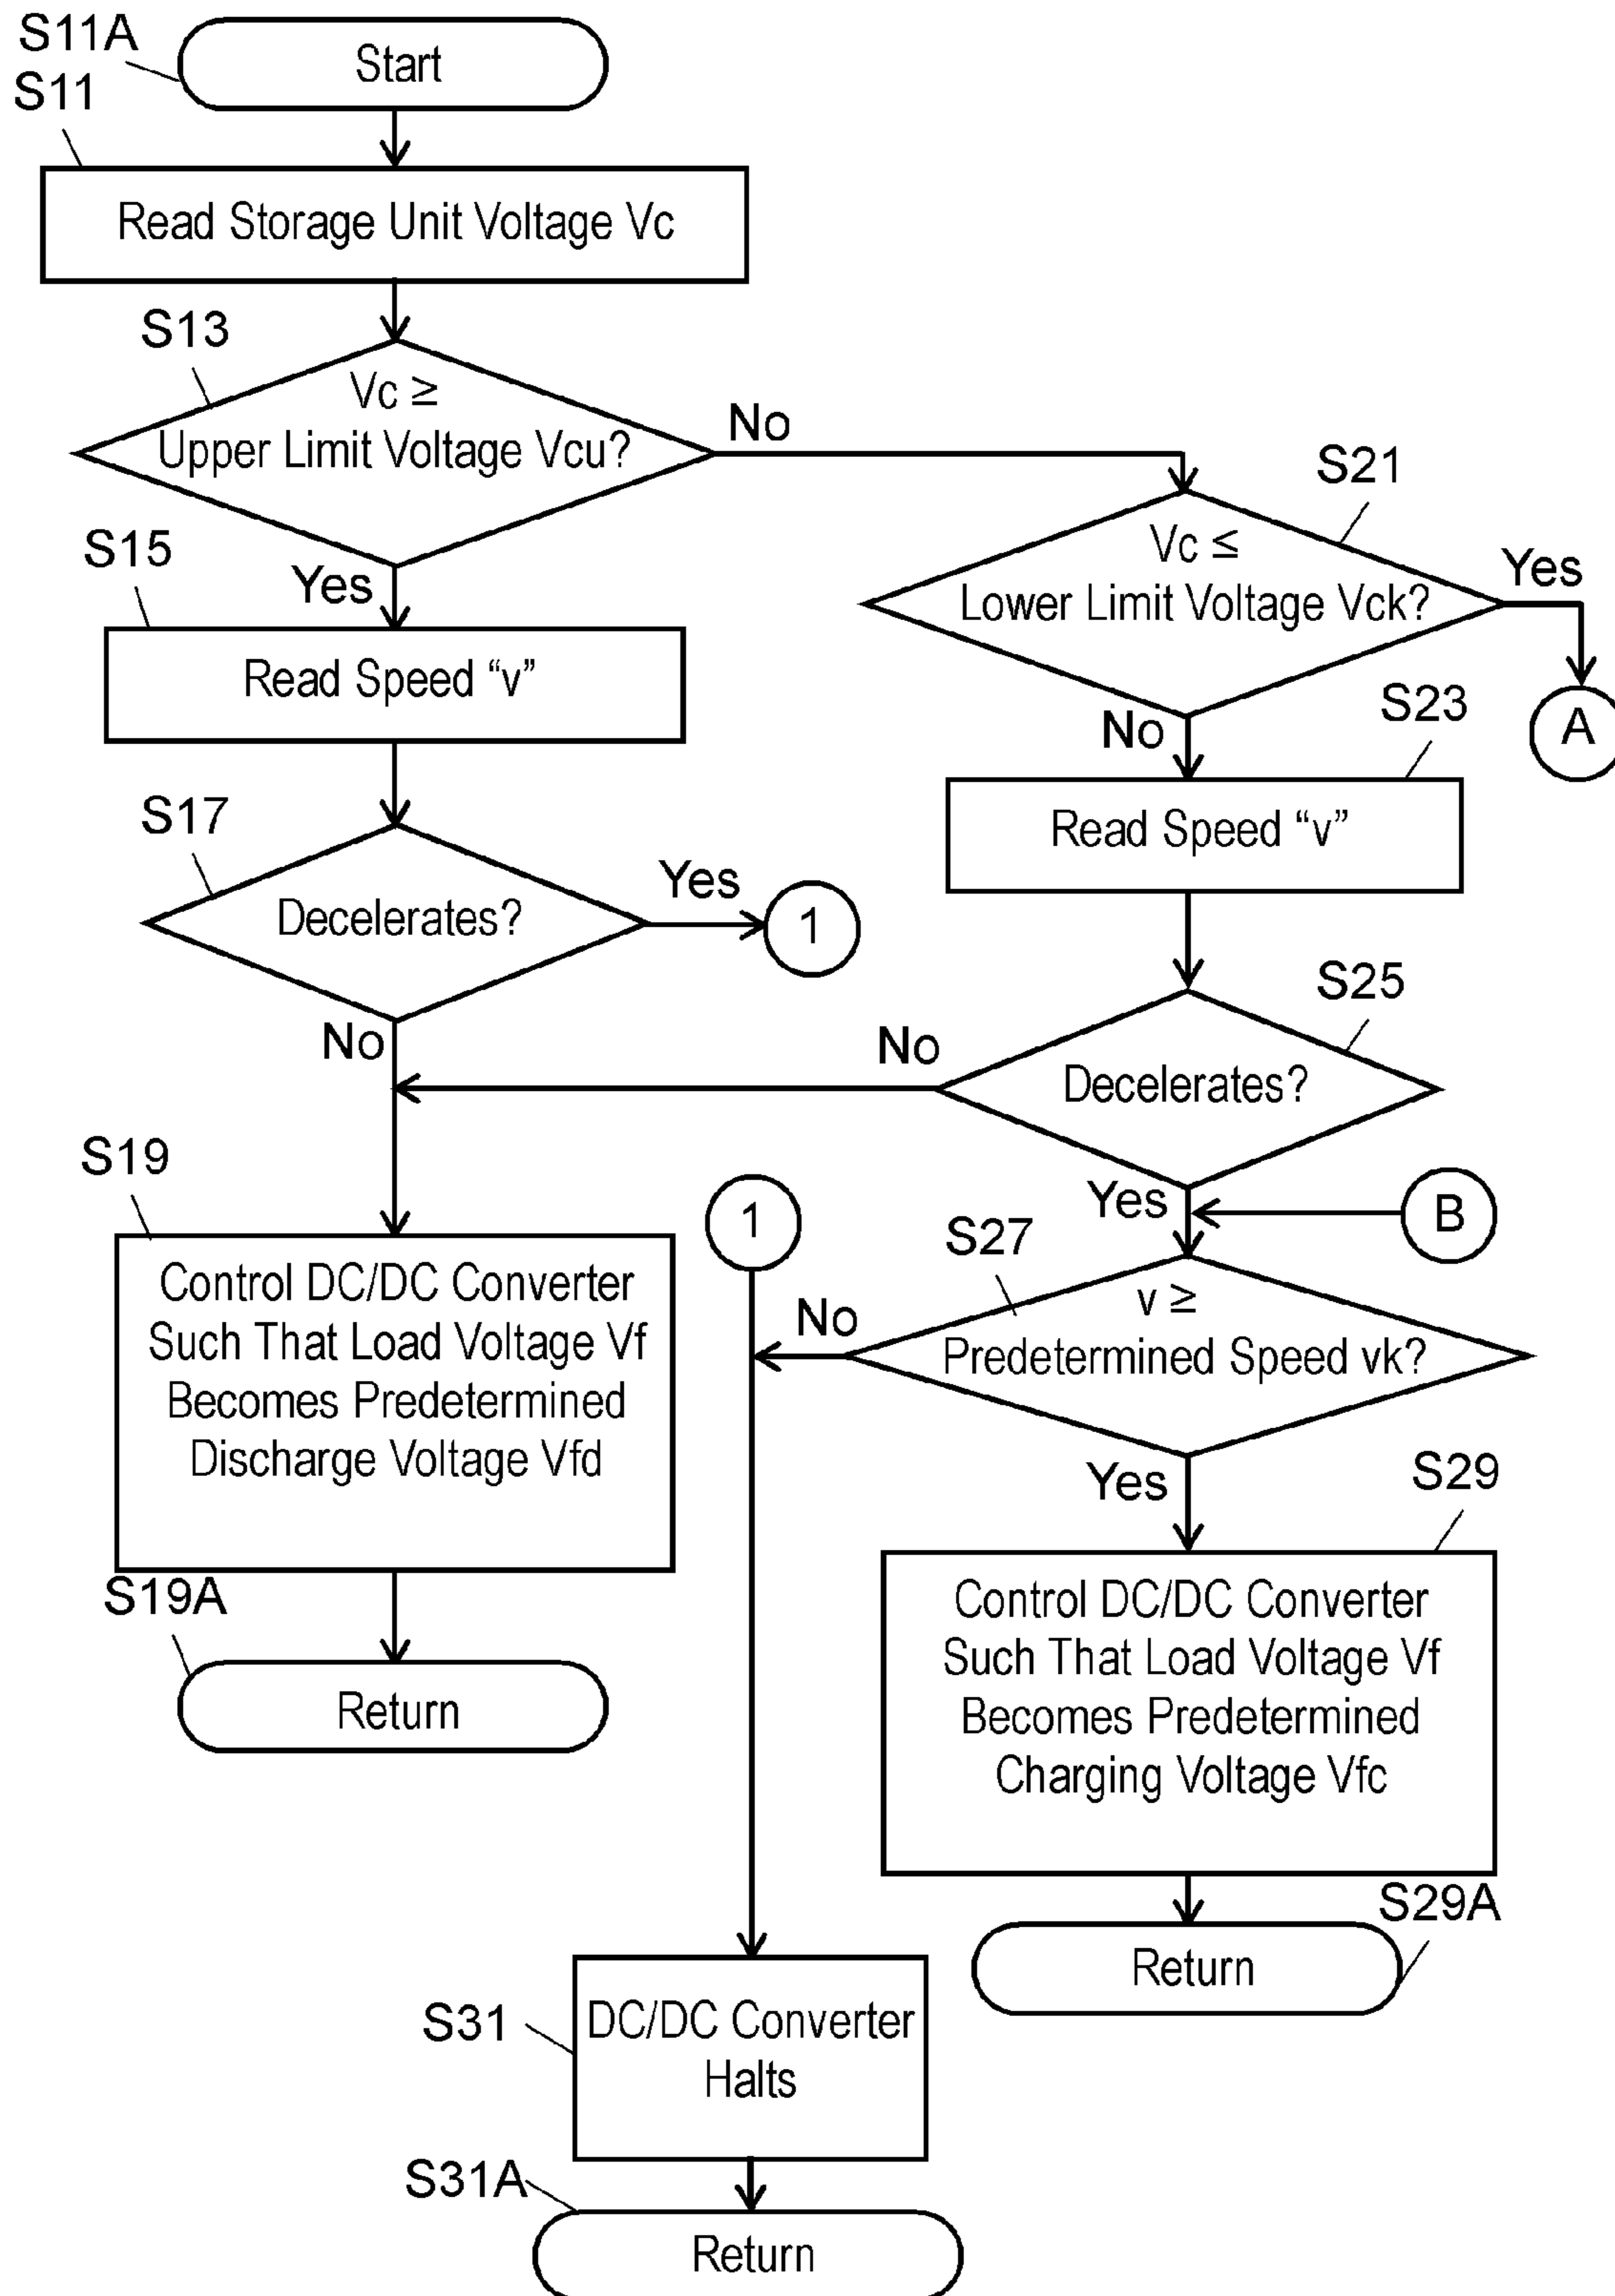 S11A
Start
S11
Read Storage Unit Voltage Vc
S13
Vc ≥
Upper Limit Voltage Vcu?
No
Yes
S21
Vc ≤
Lower Limit Voltage Vck?
Yes
A
No
S15
Read Speed “v”
S23
Read Speed “v”
S17
Decelerates?
Yes
1
No
S25
Decelerates?
No
Yes
B
S19
Control DC/DC Converter
Such That Load Voltage Vf
Becomes Predetermined
Discharge Voltage Vfd
S19A
Return
1
S27
v ≥
Predetermined Speed vk?
No
Yes
S29
Control DC/DC Converter
Such That Load Voltage Vf
Becomes Predetermined
Charging Voltage Vfc
S29A
Return
S31
DC/DC Converter
Halts
S31A
Return